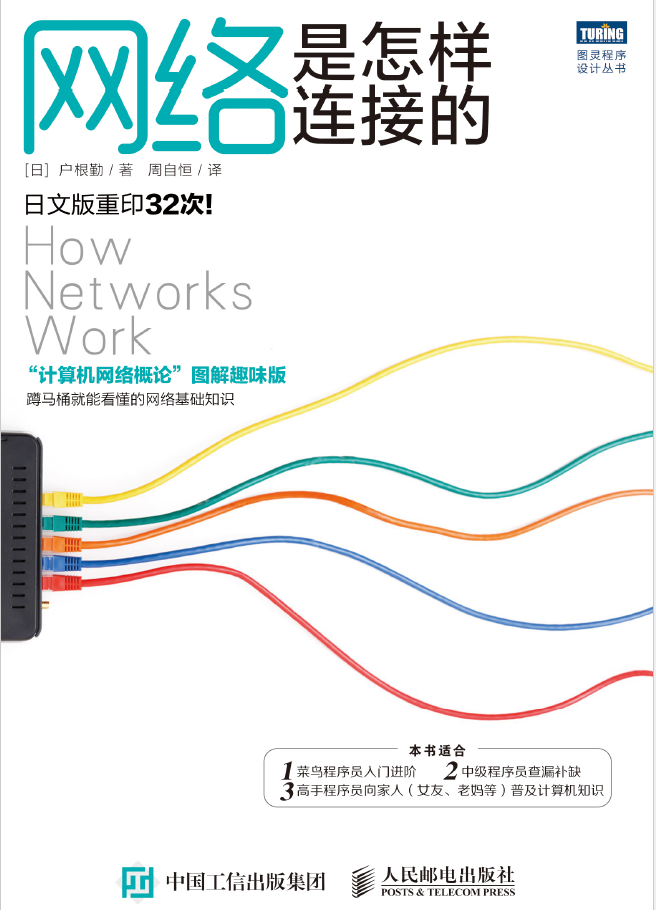 网络是怎样
连接的
TURING
图灵程序
设计丛书
[日] 户根勤 / 著 周自恒 / 译
日文版重印32次!
How
Networks
Work
“计算机网络概论”图解趣味版
蹲马桶就能看懂的网络基础知识
本书适合
1 菜鸟程序员入门进阶 2 中级程序员查漏补缺
3 高手程序员向家人（女友、老妈等）普及计算机知识
中国工信出版集团
人民邮电出版社
POSTS & TELECOM PRESS